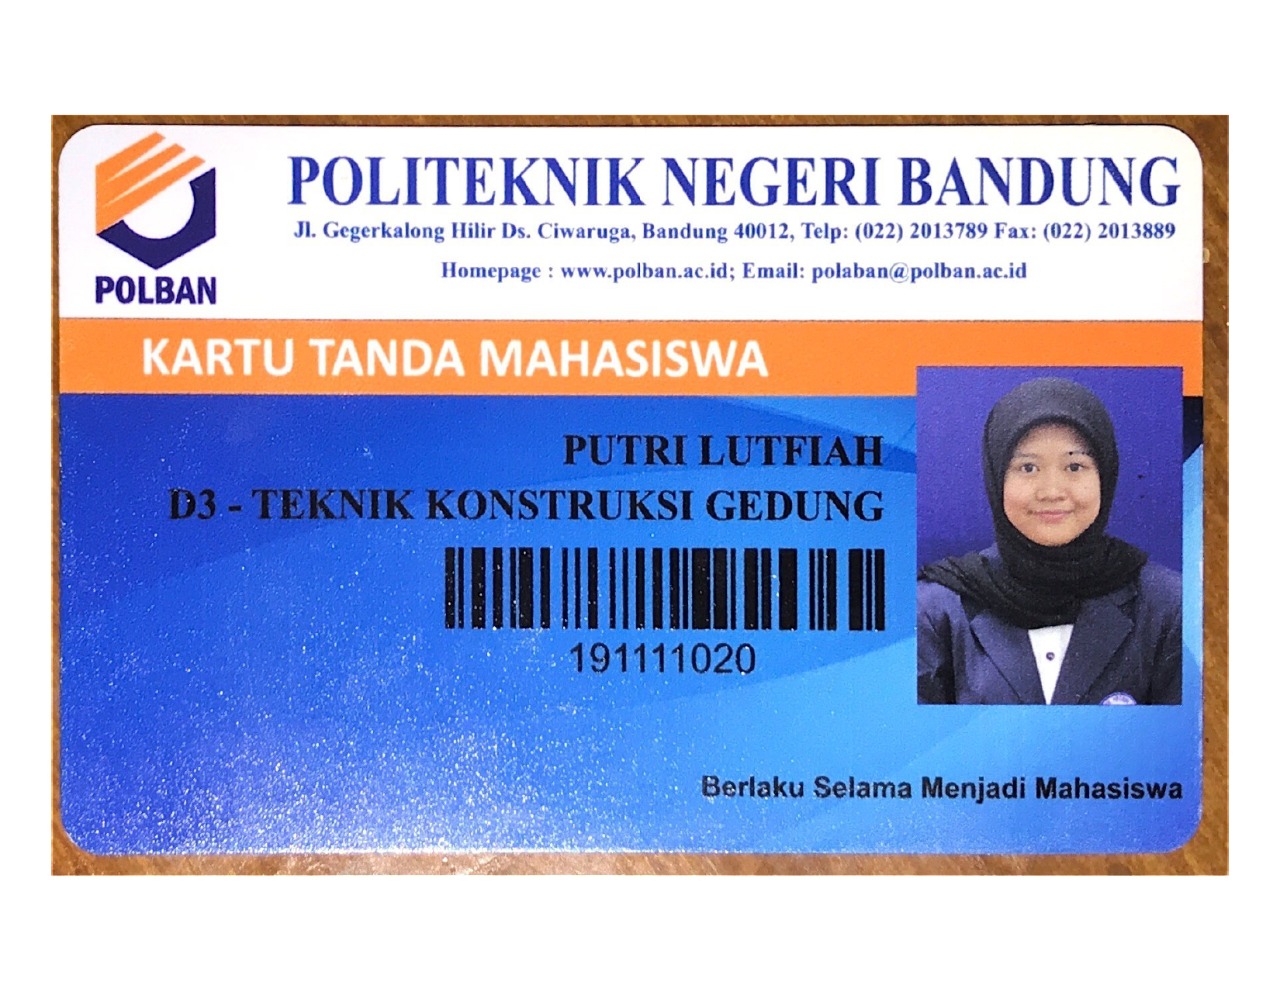 POLITEKNIK NEGERI BANDUNG
Jl. Gegerkalong Hilir Ds. Ciwaruga, Bandung 40012, Telp: (022) 2013789 Fax: (022) 2013889
Homepage : www.polban.ac.id; Email: polaban@polban.ac.id
POLBAN
KARTU TANDA MAHASISWA
PUTRI LUTFIAH
D3 - TEKNIK KONSTRUKSI GEDUNG
191111020
Berlaku Selama Menjadi Mahasiswa